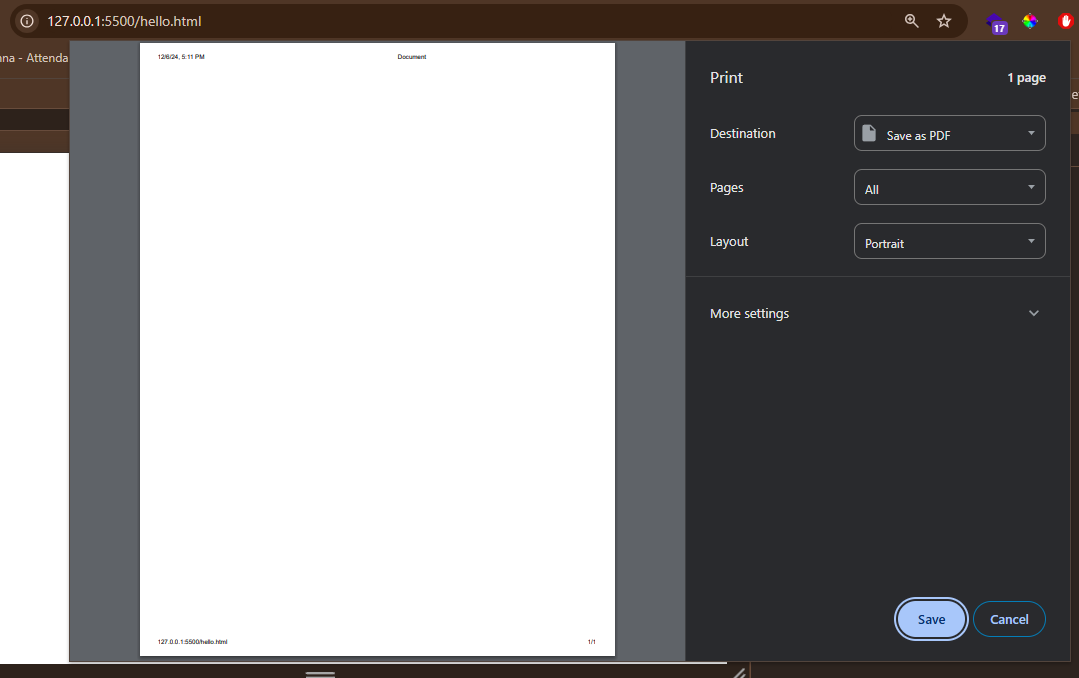 127.0.0.1:5500/hello.html
17
nna - Attenda
12/6/24, 5:11 PM
Document
Print
1 page
Destination
Save as PDF
Pages
All
Layout
Portrait
More settings
Save
Cancel
127.0.0.1:5500/hello.html
1/1